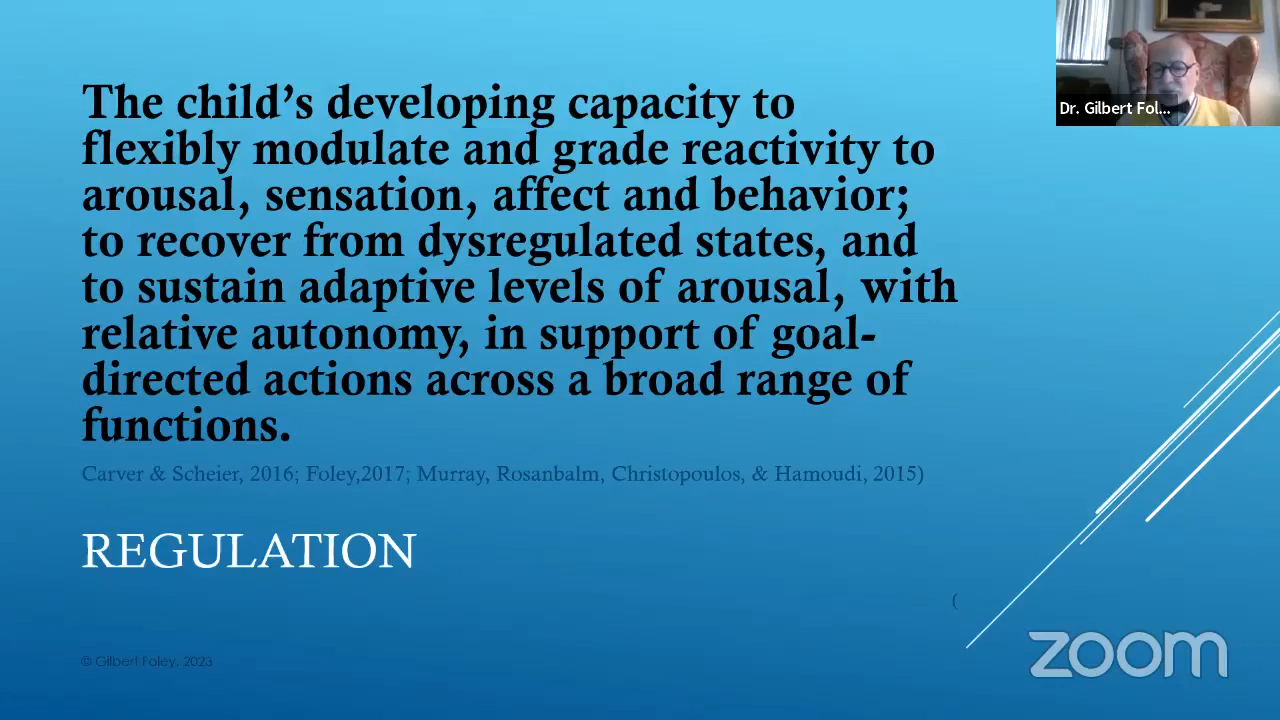 The child’s developing capacity to
flexibly modulate and grade reactivity to
arousal, sensation, affect and behavior;
to recover from dysregulated states, and
to sustain adaptive levels of arousal, with
relative autonomy, in support of goal-
directed actions across a broad range of
functions.
Carver & Scheier, 2016; Foley,2017; Murray, Rosanbalm, Christopoulos, & Hamoudi, 2015)
REGULATION
(
© Gilbert Foley, 2023
Dr. Gilbert Fol...
zoom